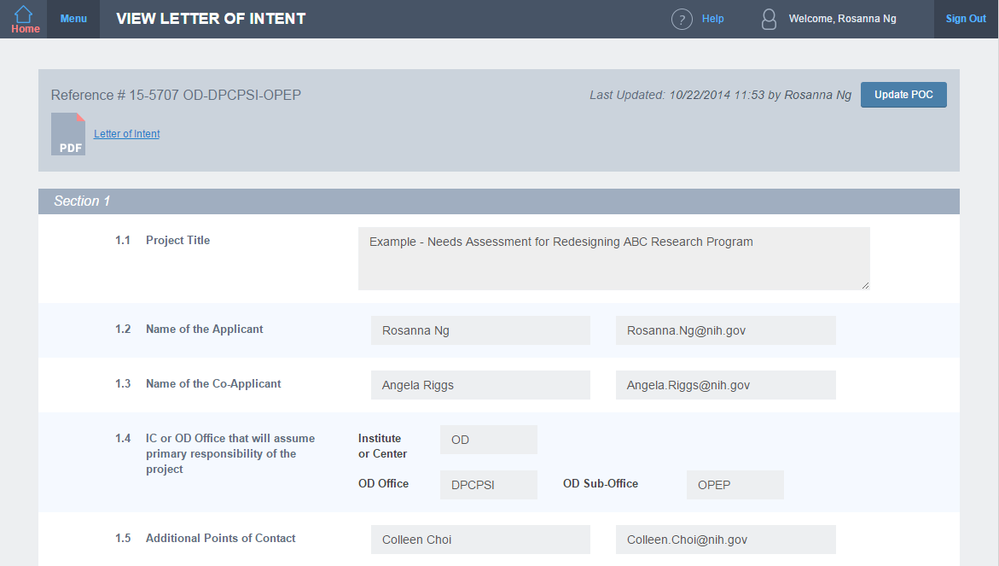 Home
Menu
VIEW LETTER OF INTENT
?
Help
Welcome, Rosanna Ng
Sign Out
Reference # 15-5707 OD-DPCPSI-OPEP
Last Updated: 10/22/2014 11:53 by Rosanna Ng
Update POC
PDF
Letter of Intent
Section 1
1.1 Project Title
Example - Needs Assessment for Redesigning ABC Research Program
1.2 Name of the Applicant
Rosanna Ng
Rosanna.Ng@nih.gov
1.3 Name of the Co-Applicant
Angela Riggs
Angela.Riggs@nih.gov
1.4 IC or OD Office that will assume
primary responsibility of the
project
Institute
or Center
OD
OD Office
DPCPSI
OD Sub-Office
OPEP
1.5 Additional Points of Contact
Colleen Choi
Colleen.Choi@nih.gov